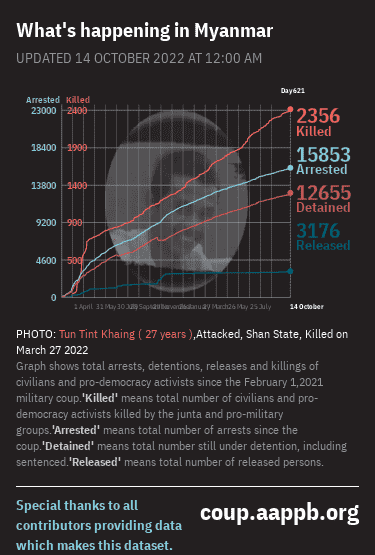 What's happening in Myanmar
UPDATED 14 OCTOBER 2022 AT 12:00 AM
Day621
Arrested Killed
23000 2400
2356
Killed
18400 1900
15853
Arrested
13800 1400
12655
Detained
9200 900
3176
Released
4600 500
0
1 April 31 May 30 July 26 May 25 July 14 October
PHOTO: Tun Tint Khaing ( 27 years ),Attacked, Shan State, Killed on
March 27 2022
Graph shows total arrests, detentions, releases and killings of
civilians and pro-democracy activists since the February 1,2021
military coup.'Killed' means total number of civilians and pro-
democracy activists killed by the junta and pro-military
groups.'Arrested' means total number of arrests since the
coup.'Detained' means total number still under detention, including
sentenced.'Released' means total number of released persons.
Special thanks to all
contributors providing data
which makes this dataset.
coup.aappb.org